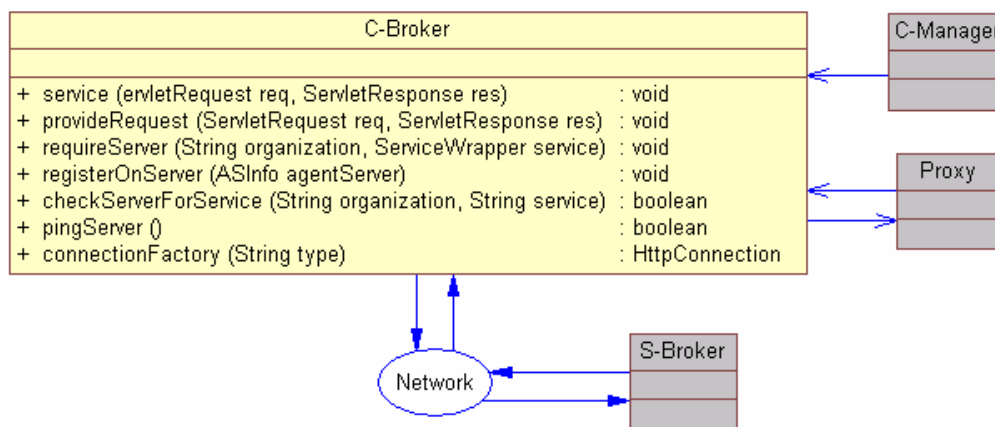 C-Broker
+ service (ervletRequest req, ServletResponse res) : void
+ provideRequest (ServletRequest req, ServletResponse res) : void
+ requireServer (String organization, ServiceWrapper service) : void
+ registerOnServer (ASInfo agentServer) : void
+ checkServerForService (String organization, String service) : boolean
+ pingServer () : boolean
+ connectionFactory (String type) : HttpConnection
C-Manager
Proxy
S-Broker
Network